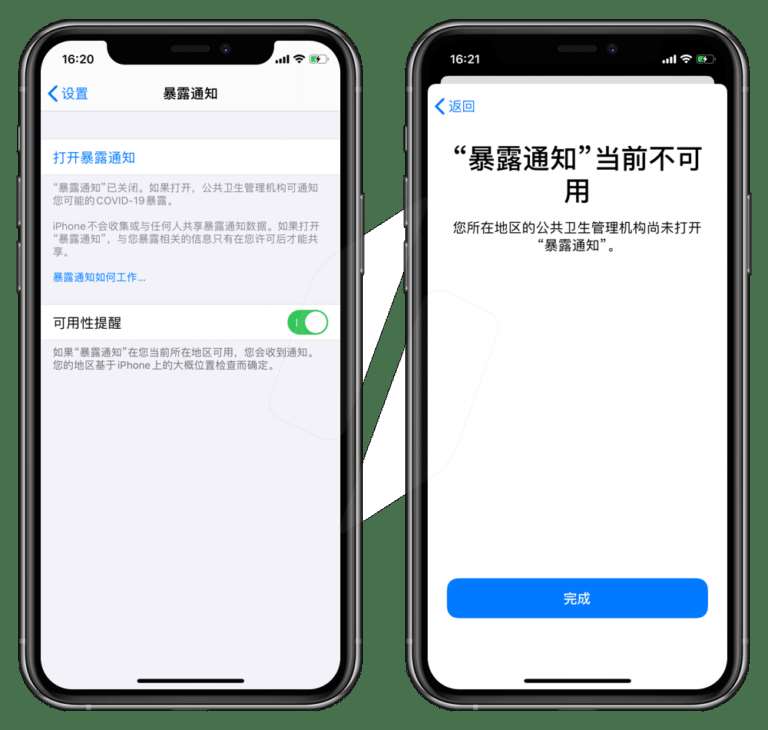 16:20
设置
暴露通知
打开暴露通知
“暴露通知”已关闭。如果打开，公共卫生管理机构可通知
您可能的COVID-19暴露。
iPhone不会收集或与任何人共享暴露通知数据。如果打开
“暴露通知”，与您暴露相关的信息只有在您许可后才能共
享。
暴露通知如何工作...
可用性提醒
如果“暴露通知”在您当前所在地区可用，您会收到通知。
您的地区基于iPhone上的大概位置检查而确定。
16:21
返回
“暴露通知”当前不可
用
您所在地区的公共卫生管理机构尚未打开
“暴露通知”。
完成